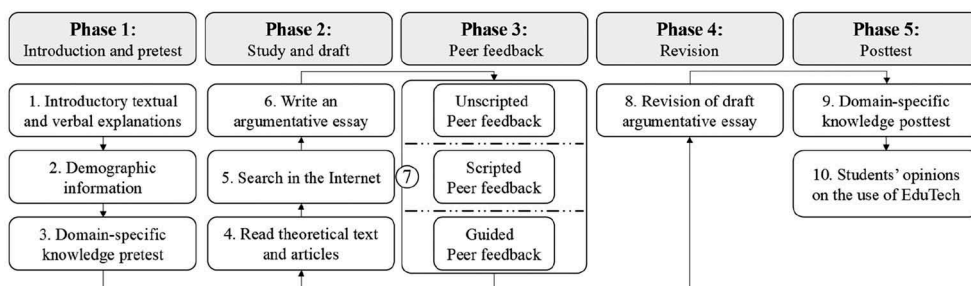 Phase 1:
Introduction and pretest
Phase 2:
Study and draft
Phase 3:
Peer feedback
Phase 4:
Revision
Phase 5:
Posttest
1. Introductory textual
and verbal explanations
2. Demographic
information
3. Domain-specific
knowledge pretest
6. Write an
argumentative essay
5. Search in the Internet
4. Read theoretical text
and articles
7
Unscripted
Peer feedback
Scripted
Peer feedback
Guided
Peer feedback
8. Revision of draft
argumentative essay
9. Domain-specific
knowledge posttest
10. Students' opinions
on the use of EduTech